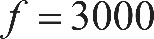 f = 3000